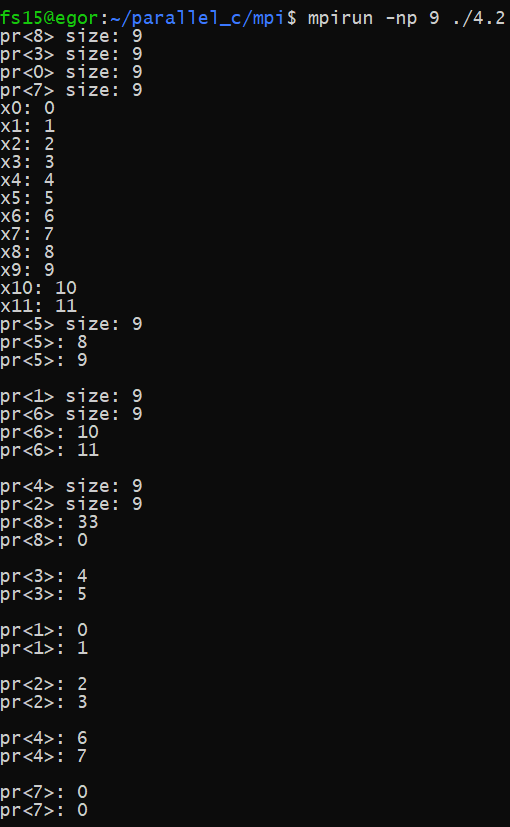 fs15@egor:~/parallel_c/mpi$ mpirun -np 9 ./4.2
pr<8> size: 9
pr<3> size: 9
pr<0> size: 9
pr<7> size: 9
x0: 0
x1: 1
x2: 2
x3: 3
x4: 4
x5: 5
x6: 6
x7: 7
x8: 8
x9: 9
x10: 10
x11: 11
pr<5> size: 9
pr<5>: 8
pr<5>: 9
pr<1> size: 9
pr<6> size: 9
pr<6>: 10
pr<6>: 11
pr<4> size: 9
pr<2> size: 9
pr<8>: 33
pr<8>: 0
pr<3>: 4
pr<3>: 5
pr<1>: 0
pr<1>: 1
pr<2>: 2
pr<2>: 3
pr<4>: 6
pr<4>: 7
pr<7>: 0
pr<7>: 0